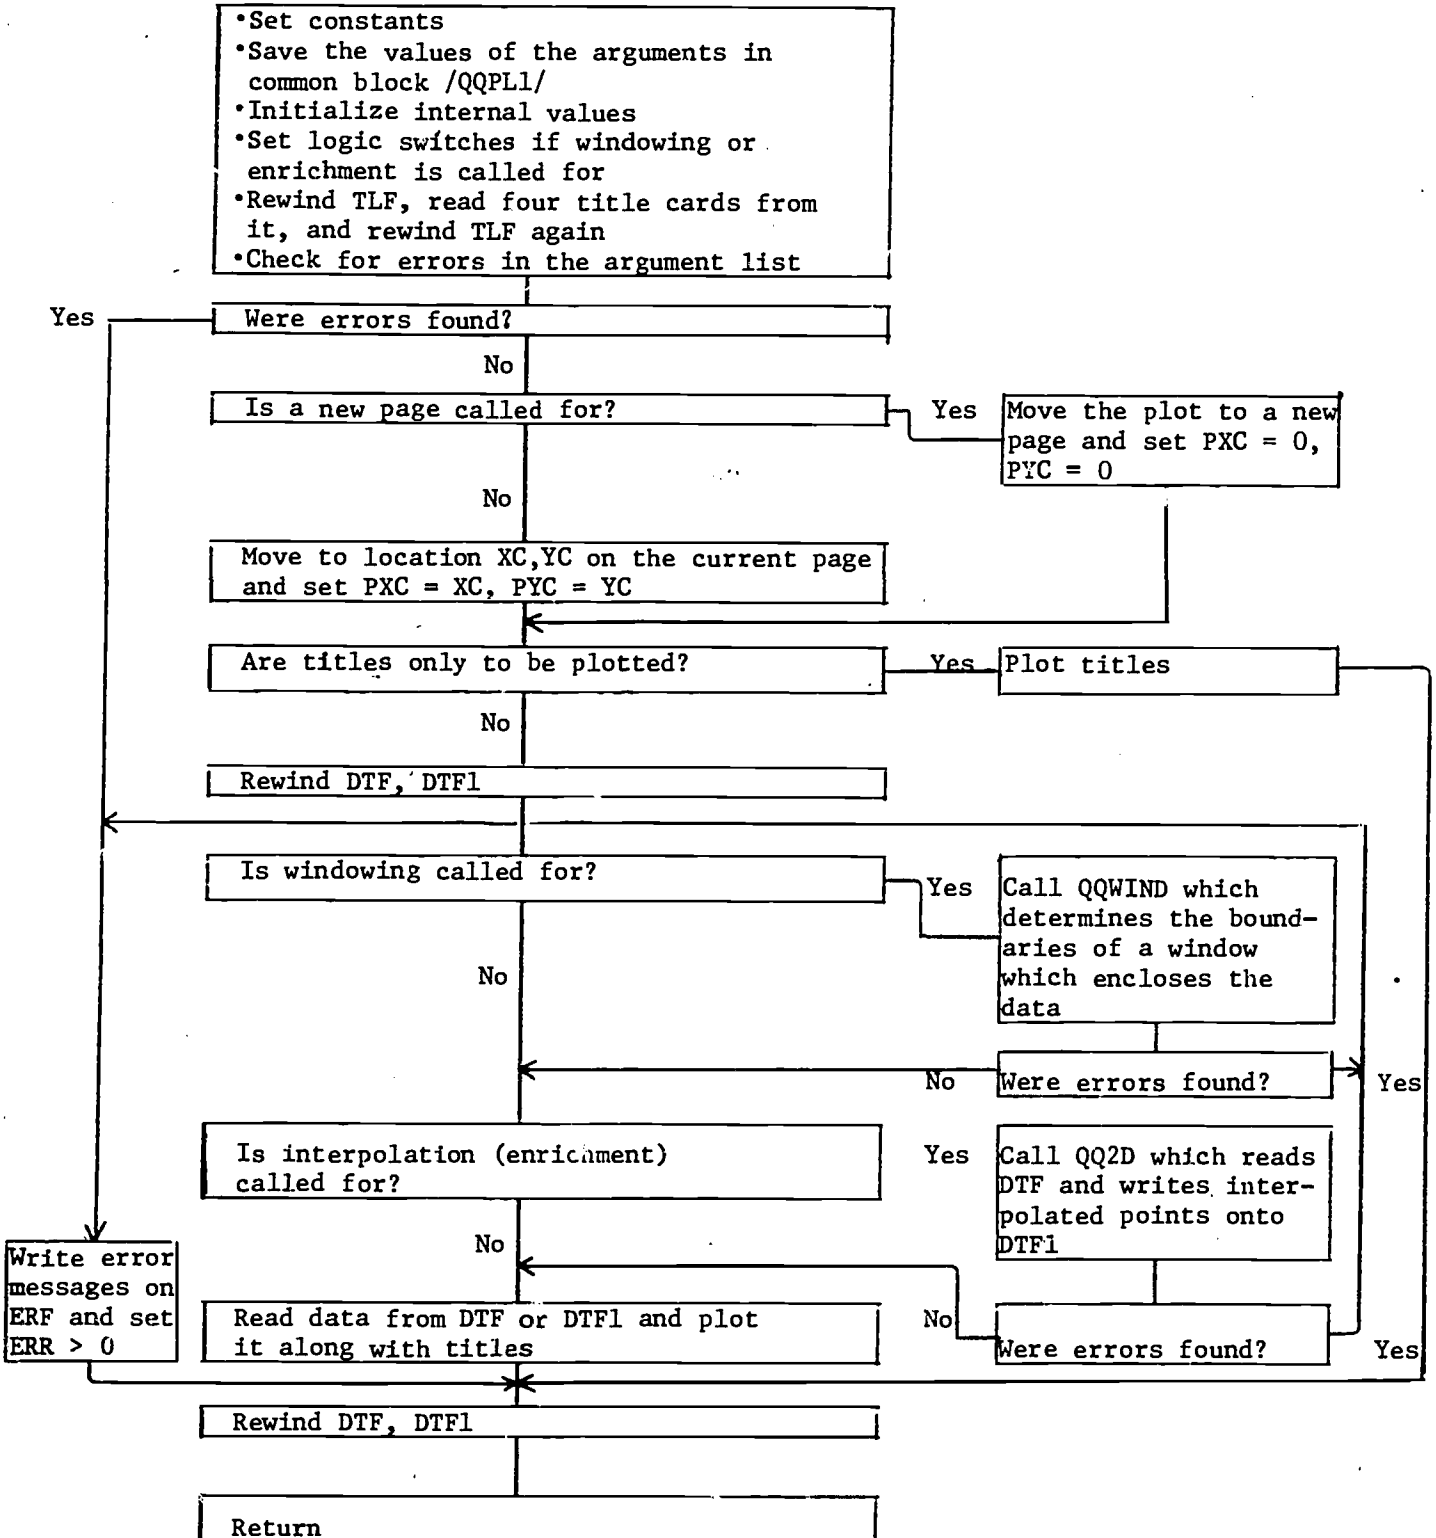 •Set constants
•Save the values of the arguments in
common block /QQPL1/
•Initialize internal values
•Set logic switches if windowing or
enrichment is called for
•Rewind TLF, read four title cards from
it, and rewind TLF again
•Check for errors in the argument list
Yes
Were errors found?
No
Is a new page called for?
Yes
Move the plot to a new
page and set PXC = 0,
PYC = 0
No
Move to location XC,YC on the current page
and set PXC = XC, PYC = YC
Are titles only to be plotted?
Yes
Plot titles
No
Rewind DTF, DTF1
Is windowing called for?
Yes
Call QQWIND which
determines the bound-
aries of a window
which encloses the
data
No
No
Were errors found?
Yes
Is interpolation (enrichment)
called for?
Yes
Call QQ2D which reads
DTF and writes inter-
polated points onto
DTF1
No
Write error
messages on
ERF and set
ERR > 0
Read data from DTF or DTF1 and plot
it along with titles
No
Were errors found?
Yes
Rewind DTF, DTF1
Return